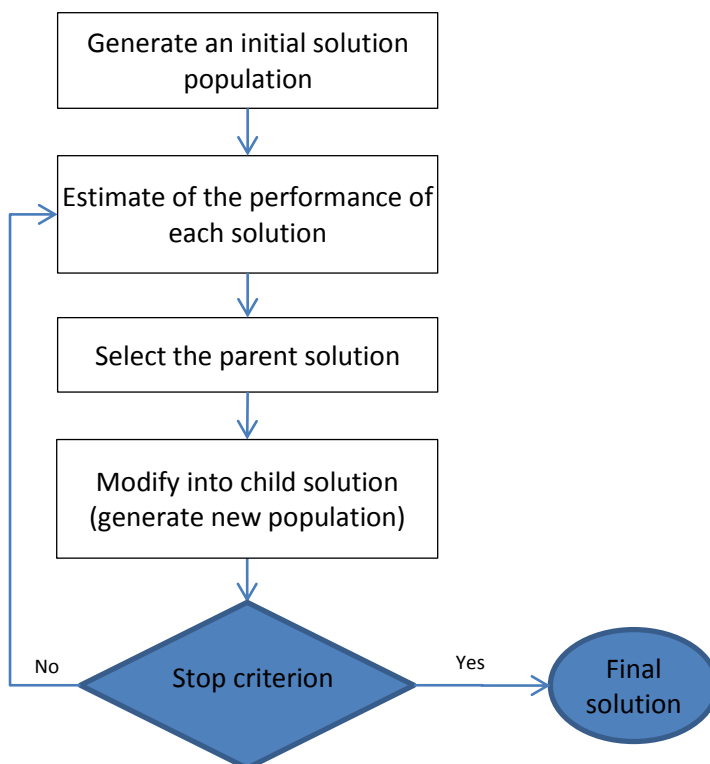 Generate an initial solution
population
Estimate of the performance of
each solution
Select the parent solution
Modify into child solution
(generate new population)
Stop criterion
No
Yes
Final
solution